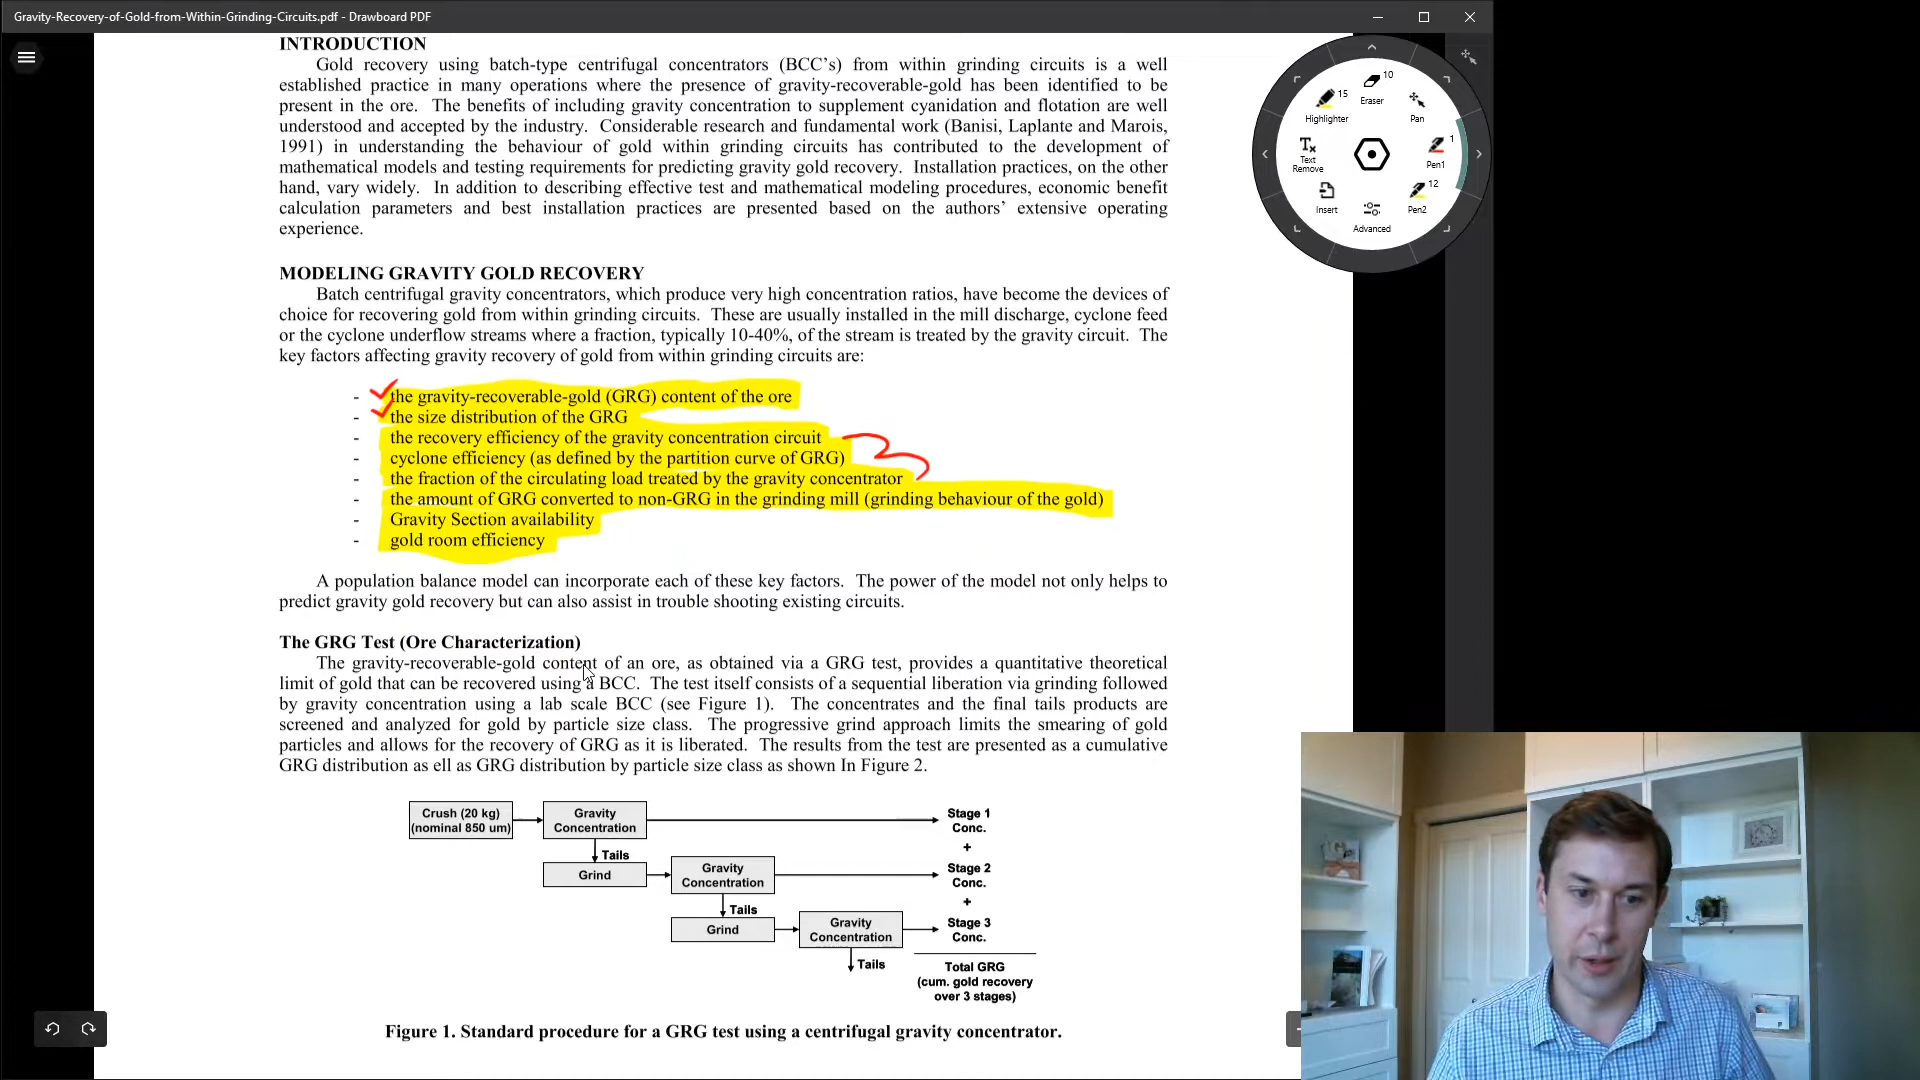 Gravity-Recovery-of-Gold-from-Within-Grinding-Circuits.pdf - Drawboard PDF
INTRODUCTION
Gold recovery using batch-type centrifugal concentrators (BCC's) from within grinding circuits is a well
established practice in many operations where the presence of gravity-recoverable-gold has been identified to be
present in the ore. The benefits of including gravity concentration to supplement cyanidation and flotation are well
understood and accepted by the industry. Considerable research and fundamental work (Banisi, Laplante and Marois,
1991) in understanding the behaviour of gold within grinding circuits has contributed to the development of
mathematical models and testing requirements for predicting gravity gold recovery. Installation practices, on the other
hand, vary widely. In addition to describing effective test and mathematical modeling procedures, economic benefit
calculation parameters and best installation practices are presented based on the authors' extensive operating
experience.
MODELING GRAVITY GOLD RECOVERY
Batch centrifugal gravity concentrators, which produce very high concentration ratios, have become the devices of
choice for recovering gold from within grinding circuits. These are usually installed in the mill discharge, cyclone feed
or the cyclone underflow streams where a fraction, typically 10-40%, of the stream is treated by the gravity circuit. The
key factors affecting gravity recovery of gold from within grinding circuits are:
- the gravity-recoverable-gold (GRG) content of the ore
- the size distribution of the GRG
- the recovery efficiency of the gravity concentration circuit
- cyclone efficiency (as defined by the partition curve of GRG)
- the fraction of the circulating load treated by the gravity concentrator
- the amount of GRG converted to non-GRG in the grinding mill (grinding behaviour of the gold)
- Gravity Section availability
- gold room efficiency
A population balance model can incorporate each of these key factors. The power of the model not only helps to
predict gravity gold recovery but can also assist in trouble shooting existing circuits.
The GRG Test (Ore Characterization)
The gravity-recoverable-gold content of an ore, as obtained via a GRG test, provides a quantitative theoretical
limit of gold that can be recovered using a BCC. The test itself consists of a sequential liberation via grinding followed
by gravity concentration using a lab scale BCC (see Figure 1). The concentrates and the final tails products are
screened and analyzed for gold by particle size class. The progressive grind approach limits the smearing of gold
particles and allows for the recovery of GRG as it is liberated. The results from the test are presented as a cumulative
GRG distribution as ell as GRG distribution by particle size class as shown In Figure 2.
Crush (20 kg)
(nominal 850 um)
Gravity
Concentration
Stage 1
Conc.
+
Tails
Grind
Gravity
Concentration
Stage 2
Conc.
+
Tails
Grind
Gravity
Concentration
Stage 3
Conc.
Tails
Total GRG
(cum. gold recovery
over 3 stages)
Figure 1. Standard procedure for a GRG test using a centrifugal gravity concentrator.
10
Eraser
15
Highlighter
Pan
Text
Remove
1
Pen1
Insert
12
Pen2
Advanced